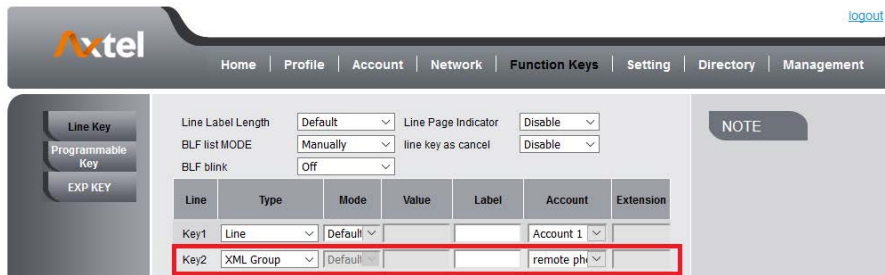 logout
Axtel
Home | Profile | Account | Network | Function Keys | Setting | Directory | Management
Line Key
Programmable Key
EXP KEY
Line Label Length Default Line Page Indicator Disable
BLF list MODE Manually line key as cancel Disable
BLF blink Off
Line Type Mode Value Label Account Extension
Key1 Line Default Account 1
Key2 XML Group Default remote ph
NOTE